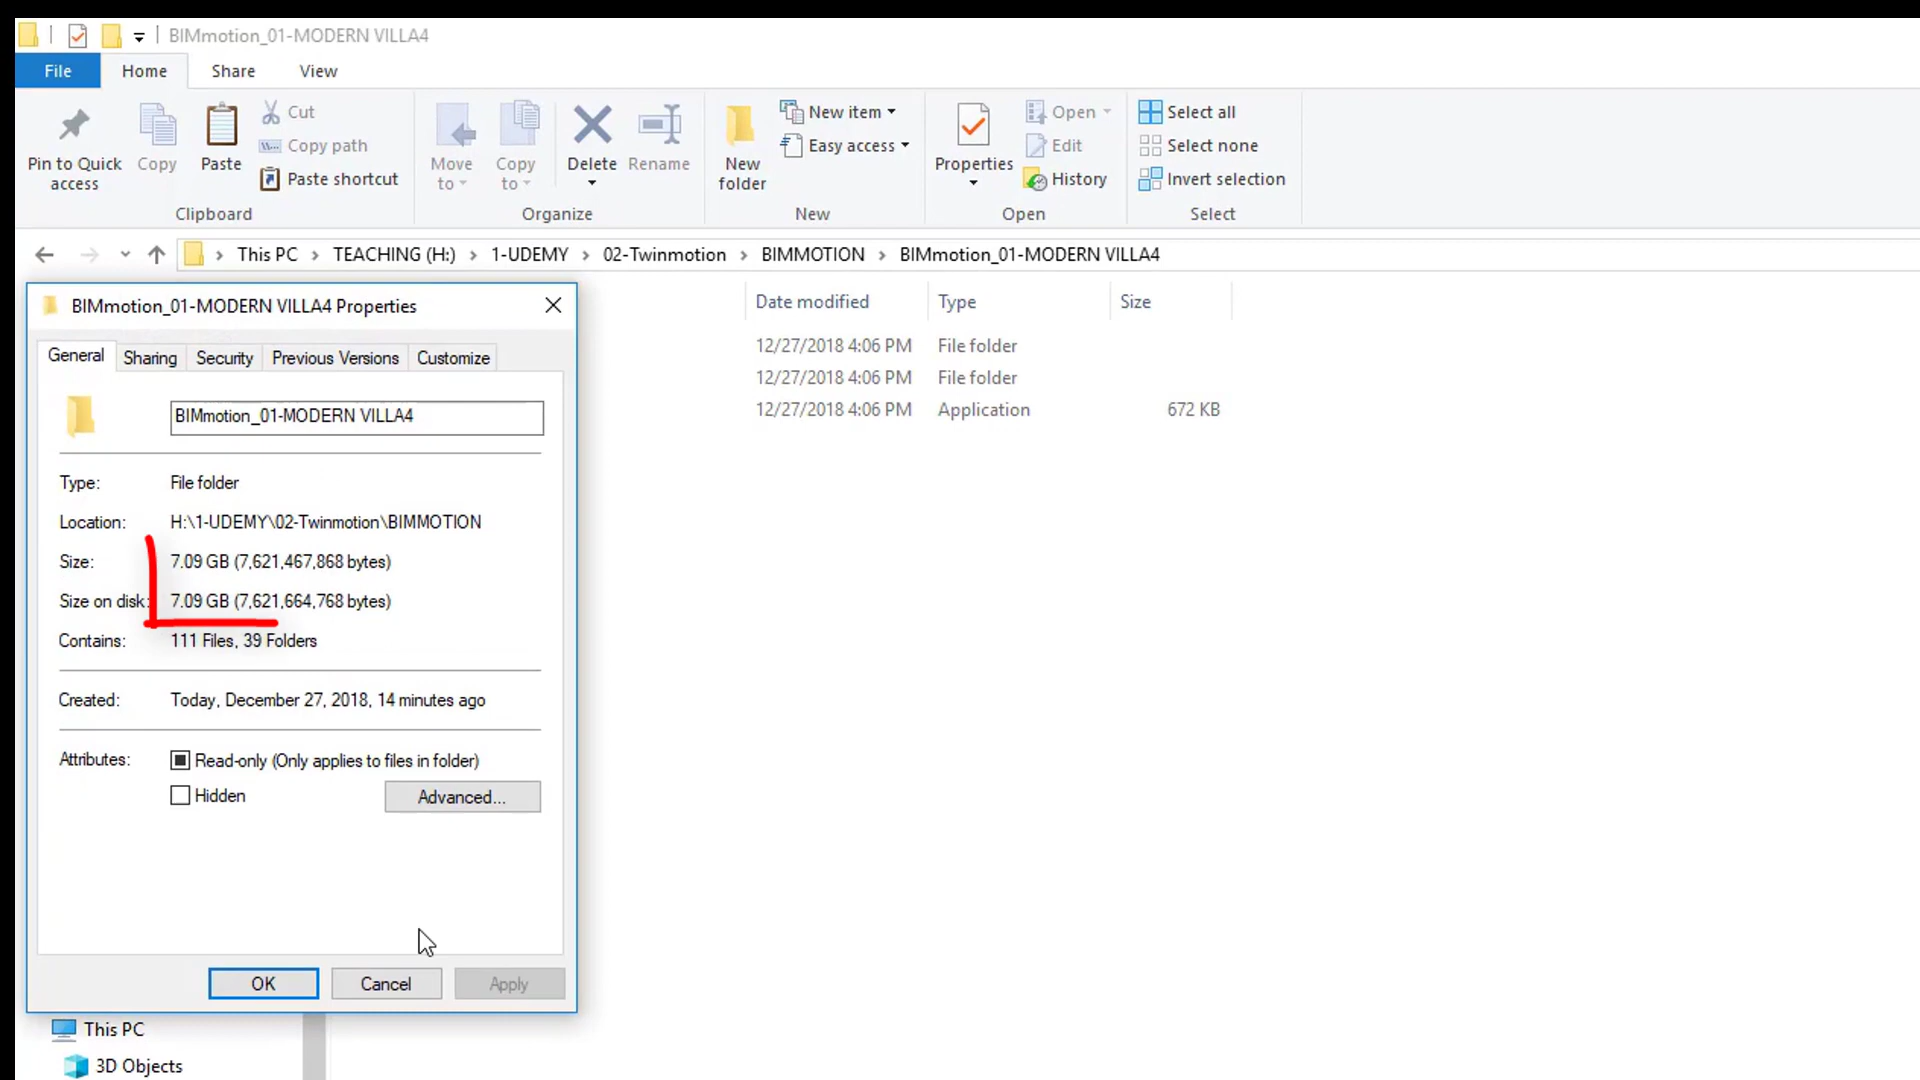 BIMmotion_01-MODERN VILLA4
File Home Share View
Pin to Quick access
Copy
Paste
Cut
Copy path
Paste shortcut
Clipboard
Move to
Copy to
Delete
Rename
Organize
New folder
New item
Easy access
New
Properties
Open
Edit
History
Open
Select all
Select none
Invert selection
Select
This PC > TEACHING (H:) > 1-UDEMY > 02-Twinmotion > BIMMOTION > BIMmotion_01-MODERN VILLA4
Date modified Type Size
12/27/2018 4:06 PM File folder
12/27/2018 4:06 PM File folder
12/27/2018 4:06 PM Application 672 KB
BIMmotion_01-MODERN VILLA4 Properties
General Sharing Security Previous Versions Customize
BIMmotion_01-MODERN VILLA4
Type: File folder
Location: H:\1-UDEMY\02-Twinmotion\BIMMOTION
Size: 7.09 GB (7,621,467,868 bytes)
Size on disk: 7.09 GB (7,621,664,768 bytes)
Contains: 111 Files, 39 Folders
Created: Today, December 27, 2018, 14 minutes ago
Attributes: Read-only (Only applies to files in folder)
Hidden Advanced...
OK Cancel Apply
This PC
3D Objects